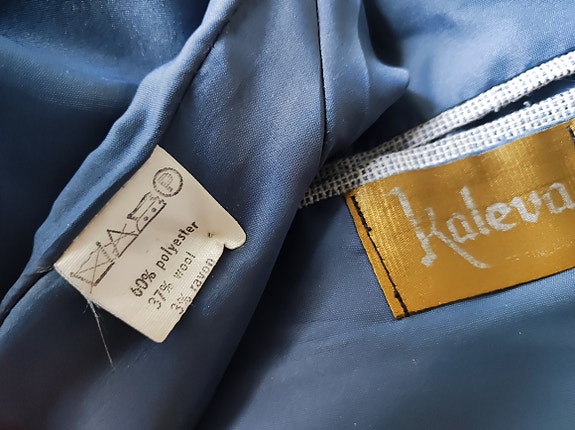 P
60% polyester
37% wool
3% rayon
Kaleva